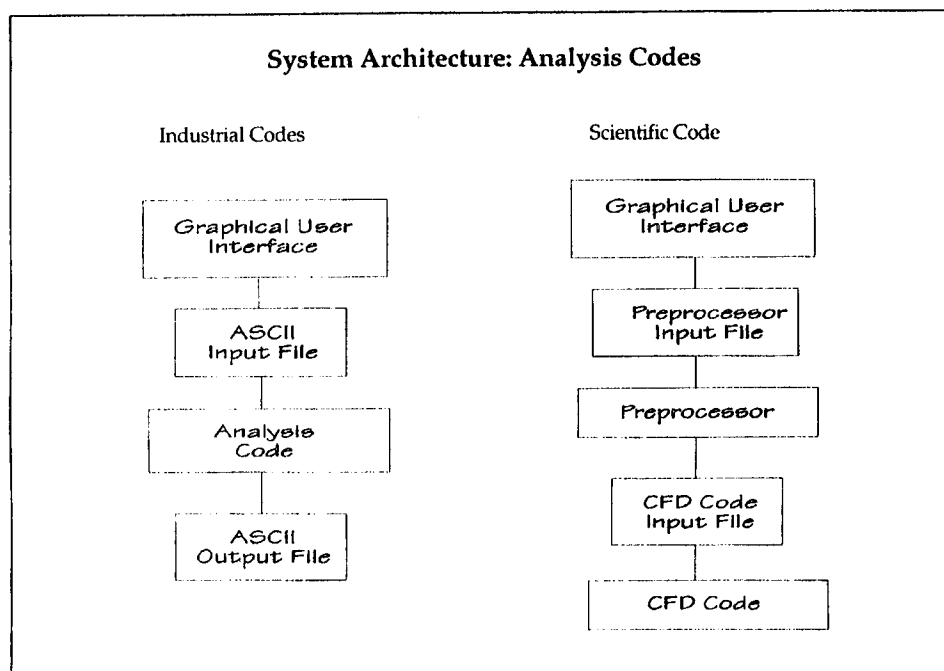 System Architecture: Analysis Codes
Industrial Codes
Graphical User
Interface
ASCII
Input File
Analysis
Code
ASCII
Output File
Scientific Code
Graphical User
Interface
Preprocessor
Input File
Preprocessor
CFD Code
Input File
CFD Code